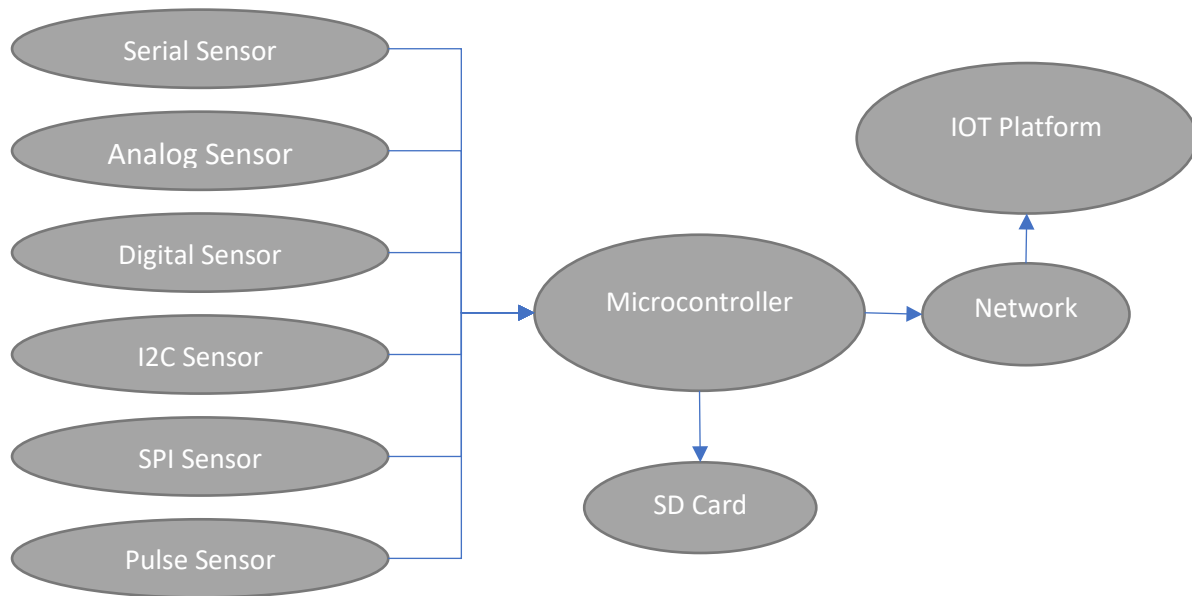 Serial Sensor
Analog Sensor
Digital Sensor
I2C Sensor
SPI Sensor
Pulse Sensor
Microcontroller
SD Card
IOT Platform
Network